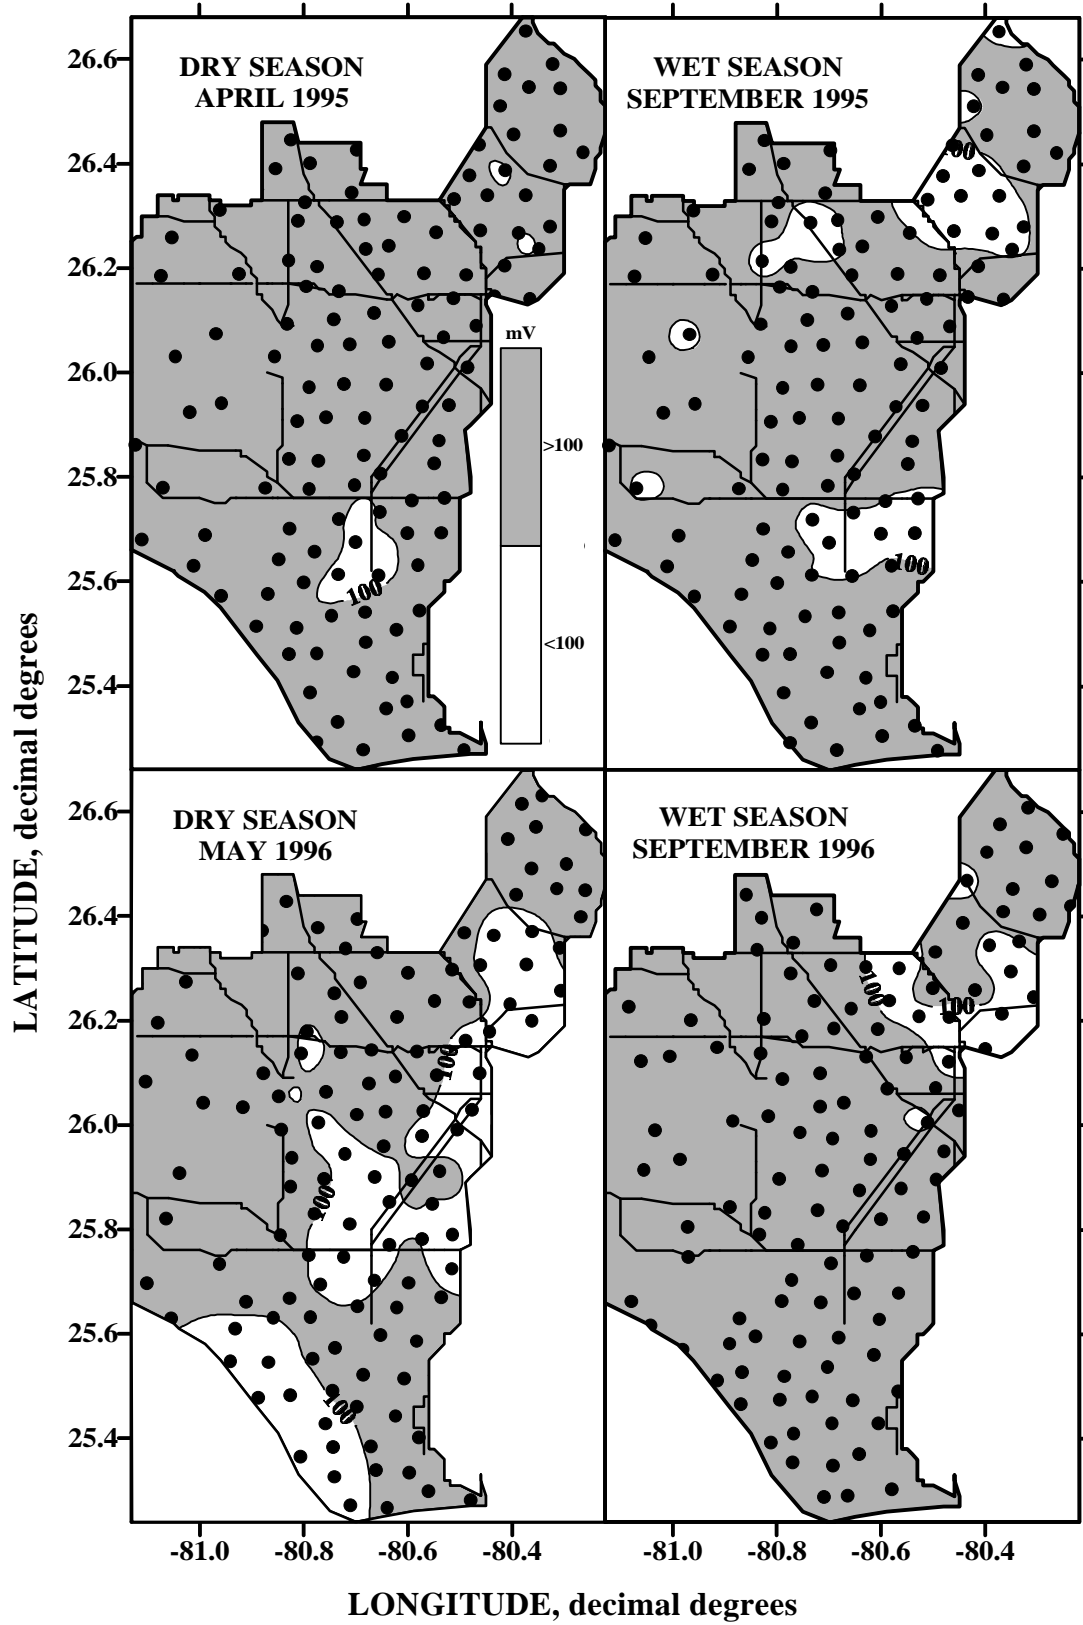 DRY SEASON
APRIL 1995
WET SEASON
SEPTEMBER 1995
26.6
26.4
26.2
26.0
25.8
25.6
25.4
mV
>100
<100
100
100
100
DRY SEASON
MAY 1996
WET SEASON
SEPTEMBER 1996
26.6
26.4
26.2
26.0
25.8
25.6
25.4
100
100
100
100
100
-81.0
-80.8
-80.6
-80.4
-81.0
-80.8
-80.6
-80.4
LATITUDE, decimal degrees
LONGITUDE, decimal degrees